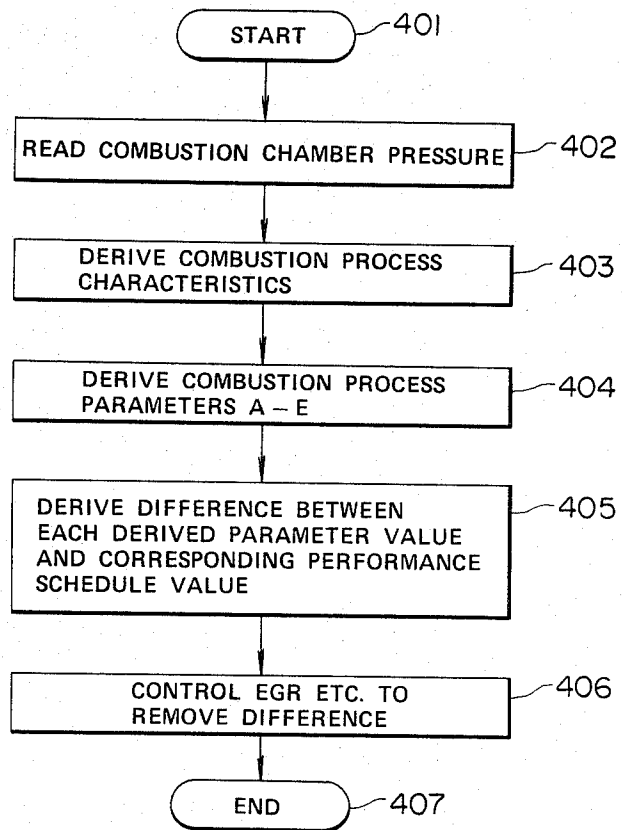 START
401
READ COMBUSTION CHAMBER PRESSURE
402
DERIVE COMBUSTION PROCESS
CHARACTERISTICS
403
DERIVE COMBUSTION PROCESS
PARAMETERS A – E
404
DERIVE DIFFERENCE BETWEEN
EACH DERIVED PARAMETER VALUE
AND CORRESPONDING PERFORMANCE
SCHEDULE VALUE
405
CONTROL EGR ETC. TO
REMOVE DIFFERENCE
406
END
407